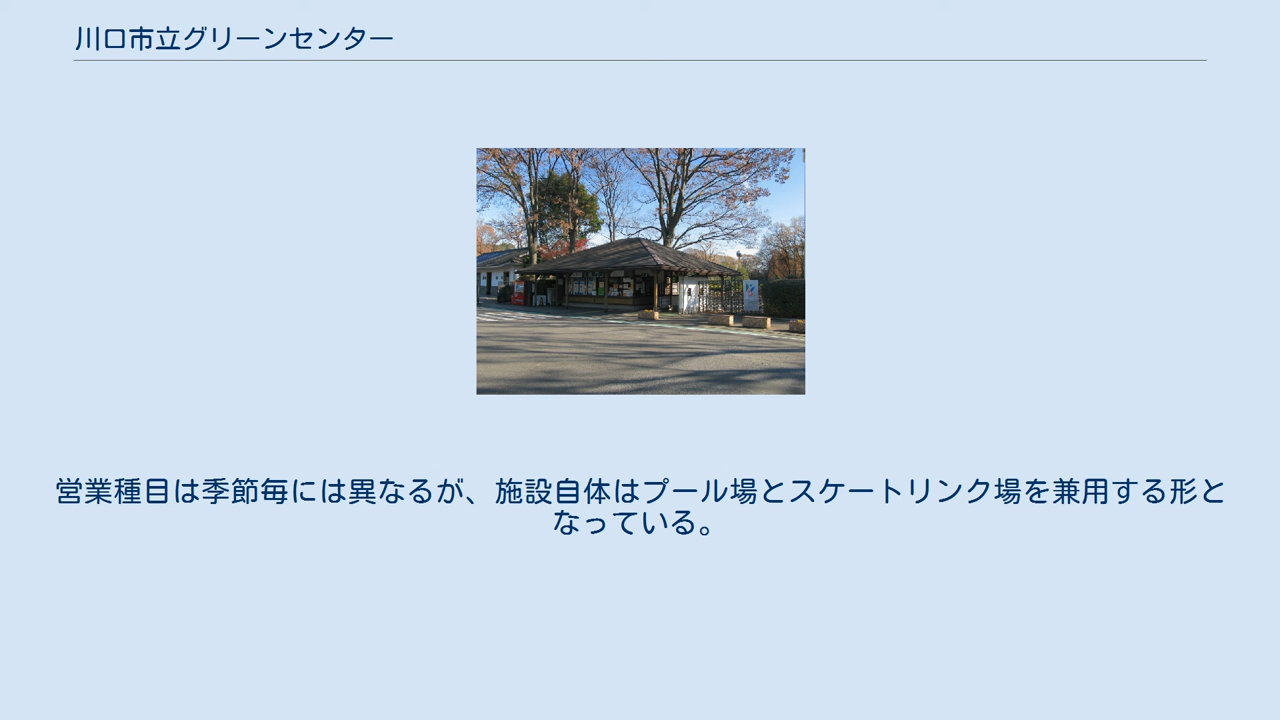 川口市立グリーンセンター
営業種目は季節毎には異なるが、施設自体はプール場とスケートリンク場を兼用する形と
なっている。